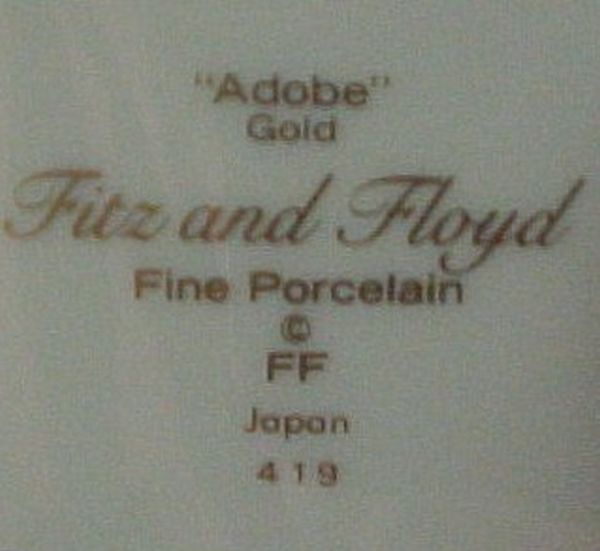 "Adobe"
Gold
Fitz and Floyd
Fine Porcelain
©
FF
Japan
419